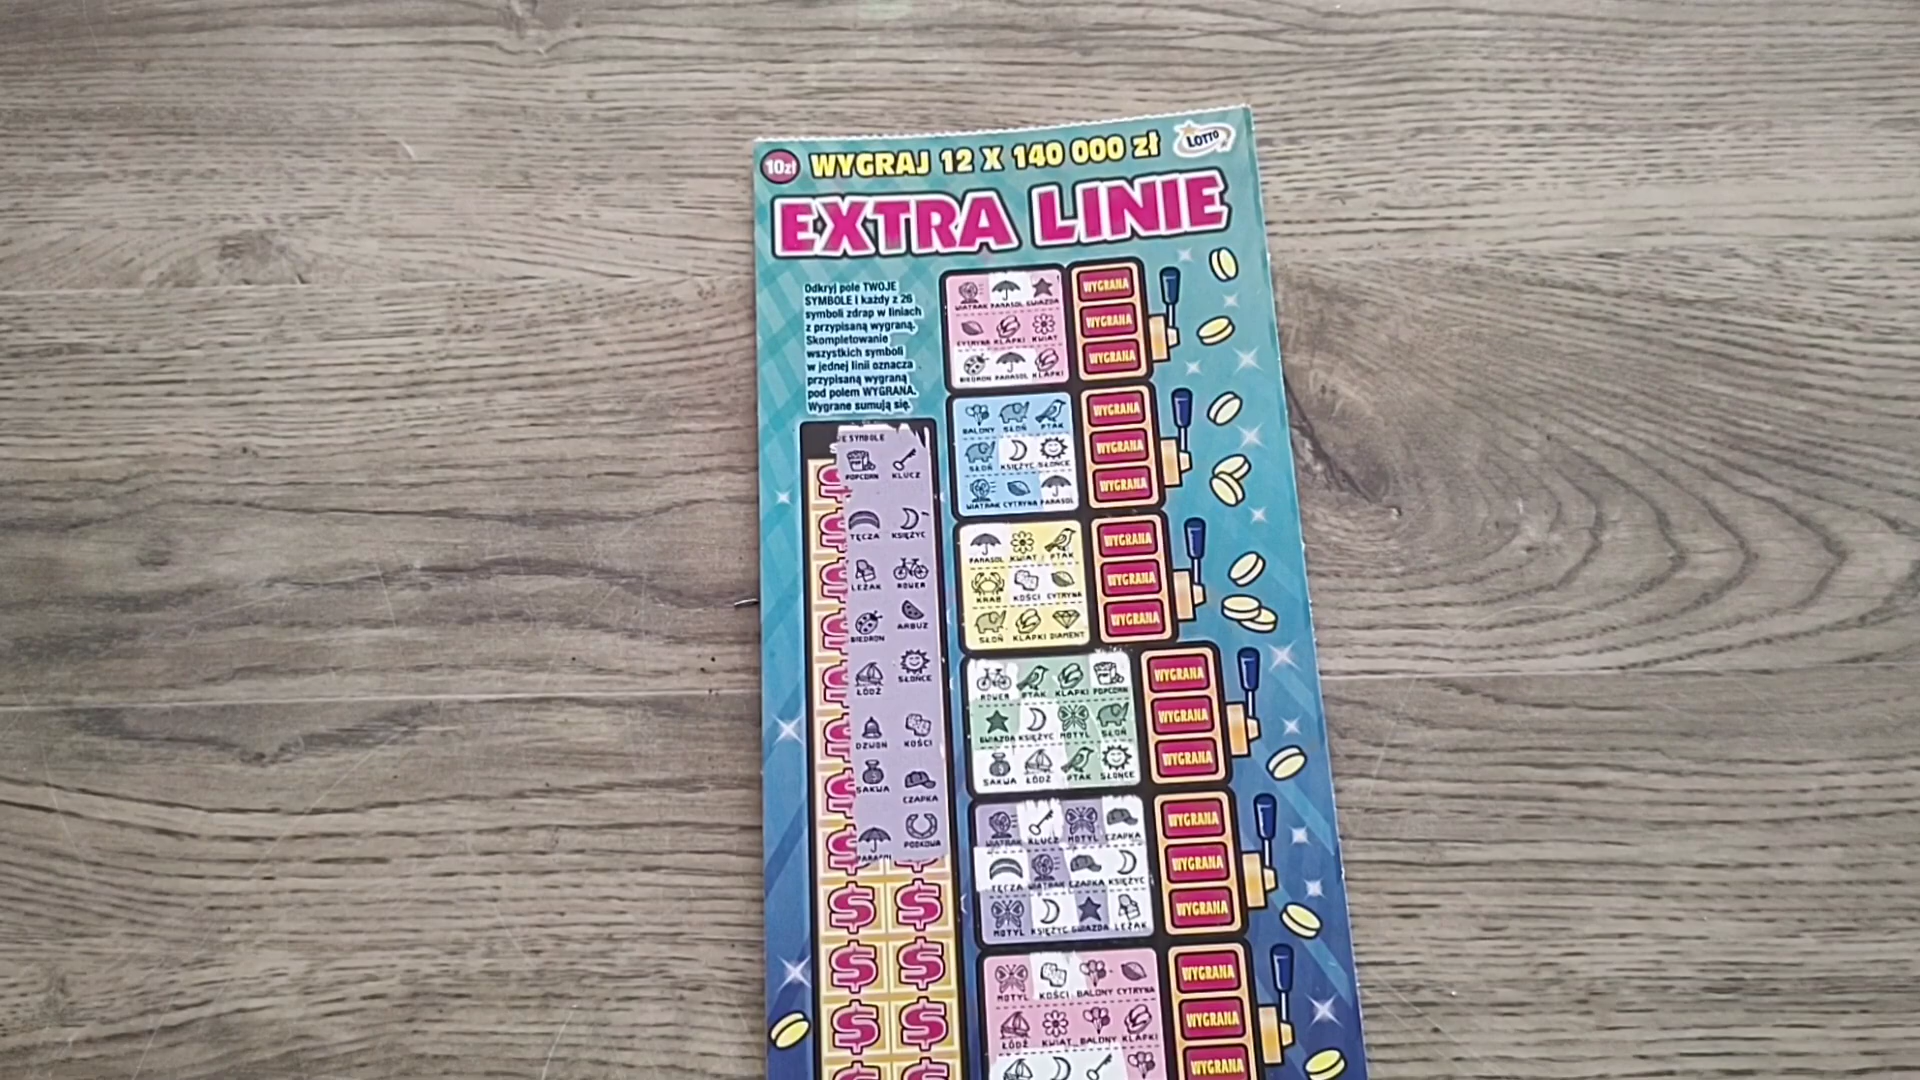 10zł WYGRAJ 12 X 140 000 zł LOTTO
EXTRA LINIE
Odkryj pole TWOJE
SYMBOLE i każdy z 26
symboli zdrap w liniach
z przypisaną wygraną.
Skompletowanie
wszystkich symboli
w jednej linii oznacza
przypisaną wygraną
pod polem WYGRANA.
Wygrane sumują się.
JE SYMBOLE
POPCORN KLUCZ
TĘCZA KSIĘŻYC
LEŻAK ROWER
BIEDRON ARBUZ
ŁÓDŹ SŁOŃCE
DZWON KOŚCI
SAKWA CZAPKA
PARASOL PODKOWA
WIATRAK PARASOL GWIAZDA WYGRANA
CYTRYNA KLAPKI KWIAT WYGRANA
BIEDRON PARASOL KLAPKI WYGRANA
BALONY SŁOŃ PTAK WYGRANA
SŁOŃ KSIĘŻYC SŁOŃCE WYGRANA
WIATRAK CYTRYNA PARASOL WYGRANA
PARASOL KWIAT PTAK WYGRANA
KRAB KOŚCI CYTRYNA WYGRANA
SŁOŃ KLAPKI DIAMENT WYGRANA
ROWER PTAK KLAPKI POPCORN WYGRANA
GWIAZDA KSIĘŻYC MOTYL SŁOŃ WYGRANA
SAKWA ŁÓDŹ PTAK SŁOŃCE WYGRANA
WIATRAK KLUCZ MOTYL CZAPKA WYGRANA
TĘCZA WIATRAK CZAPKA KSIĘŻYC WYGRANA
MOTYL KSIĘŻYC GWIAZDA LEŻAK WYGRANA
MOTYL KOŚCI BALONY CYTRYNA WYGRANA
ŁÓDŹ KWIAT BALONY KLAPKI WYGRANA
WYGRANA